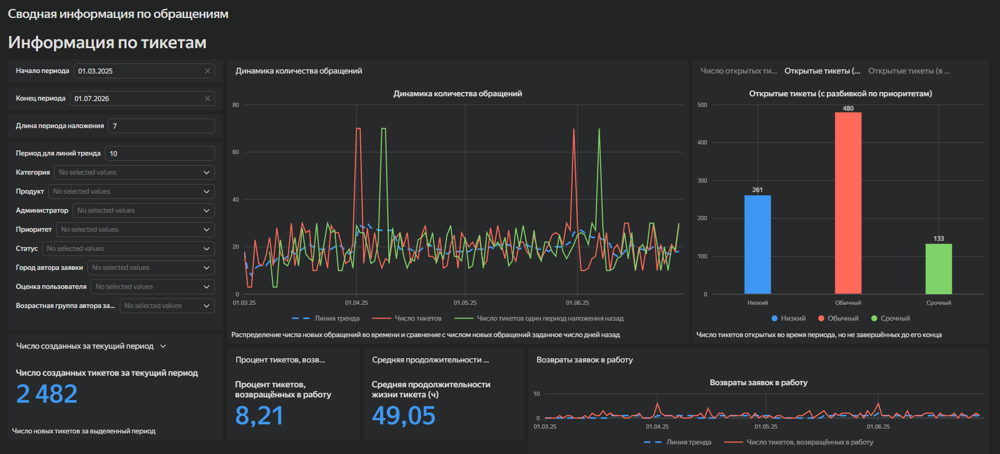 Сводная информация по обращениям
Информация по тикетам
Начало периода 01.03.2025
Конец периода 01.07.2026
Длина периода наложения 7
Период для линий тренда 10
Категория No selected values
Продукт No selected values
Администратор No selected values
Приоритет No selected values
Статус No selected values
Город автора заявки No selected values
Оценка пользователя No selected values
Возрастная группа автора за... No selected values
Число созданных за текущий период
Число созданных тикетов за текущий период
2 482
Число новых тикетов за выделенный период
Динамика количества обращений
Динамика количества обращений
80
60
40
20
0
01.03.25 01.04.25 01.05.25 01.06.25
Линия тренда Число тикетов Число тикетов один период наложения назад
Распределение числа новых обращений во времени и сравнение с числом новых обращений заданное число дней назад
Число открытых ти... Открытые тикеты (... Открытые тикеты (в ...
Открытые тикеты (с разбивкой по приоритетам)
500
400
300
200
100
0
261
480
133
Низкий Обычный Срочный
Низкий Обычный Срочный
Число тикетов открытых во время периода, но не завершённых до его конца
Процент тикетов, возв...
Процент тикетов,
возвращённых в работу
8,21
Средняя продолжительности ...
Средняя продолжительности
жизни тикета (ч)
49,05
Возвраты заявок в работу
Возвраты заявок в работу
10
0
01.03.25 01.04.25 01.05.25 01.06.25
Линия тренда Число тикетов, возвращённых в работу